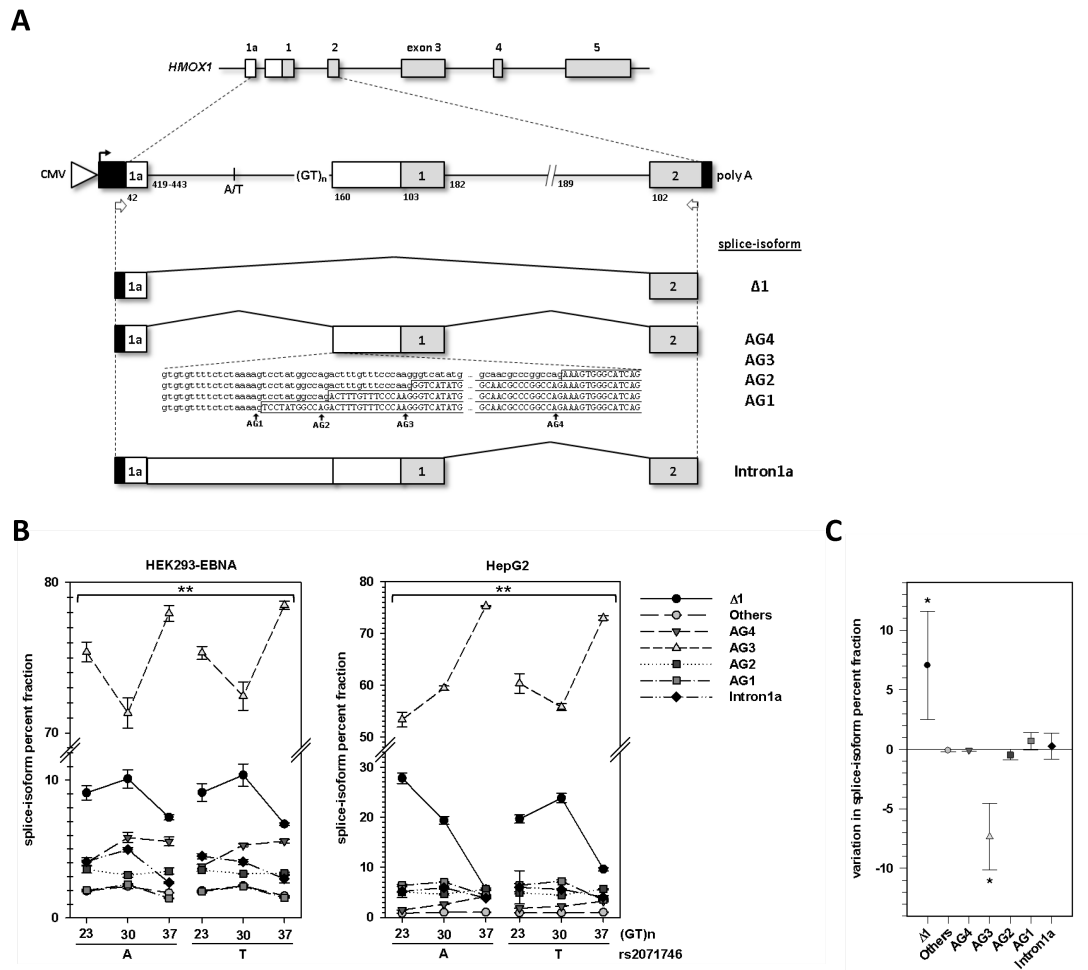 A
1a 1 2 exon 3 4 5
HMOX1
CMV 1a 419-443 A/T (GT)n 1 182 189 2 poly A
42 160 103 102
splice-isoform
1a 2 Δ1
1a 1 2 AG4
AG3
AG2
AG1
gtgtgttttctctaaaagtcctatggccagactttgtttcccaagggtcatatg … gcaacgcccggccagAAAGTGGGCATCAG
gtgtgttttctctaaaagtcctatggccagactttgtttcccaagGGTCATATG … GCAACGCCCGGCCAGAAAGTGGGCATCAG
gtgtgttttctctaaaagtcctatggccagACTTTGTTTCCCAAGGGTCATATG … GCAACGCCCGGCCAGAAAGTGGGCATCAG
gtgtgttttctctaaaagTCCTATGGCCAGACTTTGTTTCCCAAGGGTCATATG … GCAACGCCCGGCCAGAAAGTGGGCATCAG
AG1 AG2 AG3 AG4
1a 1 2 Intron1a
B
HEK293-EBNA
splice-isoform percent fraction
80
70
10
5
0
**
23 30 37 23 30 37
A T
HepG2
splice-isoform percent fraction
80
70
60
50
30
20
10
0
**
23 30 37 23 30 37 (GT)n
A T rs2071746
Δ1
Others
AG4
AG3
AG2
AG1
Intron1a
C
variation in splice-isoform percent fraction
10
5
0
-5
-10
*
*
Δ1 Others AG4 AG3 AG2 AG1 Intron1a